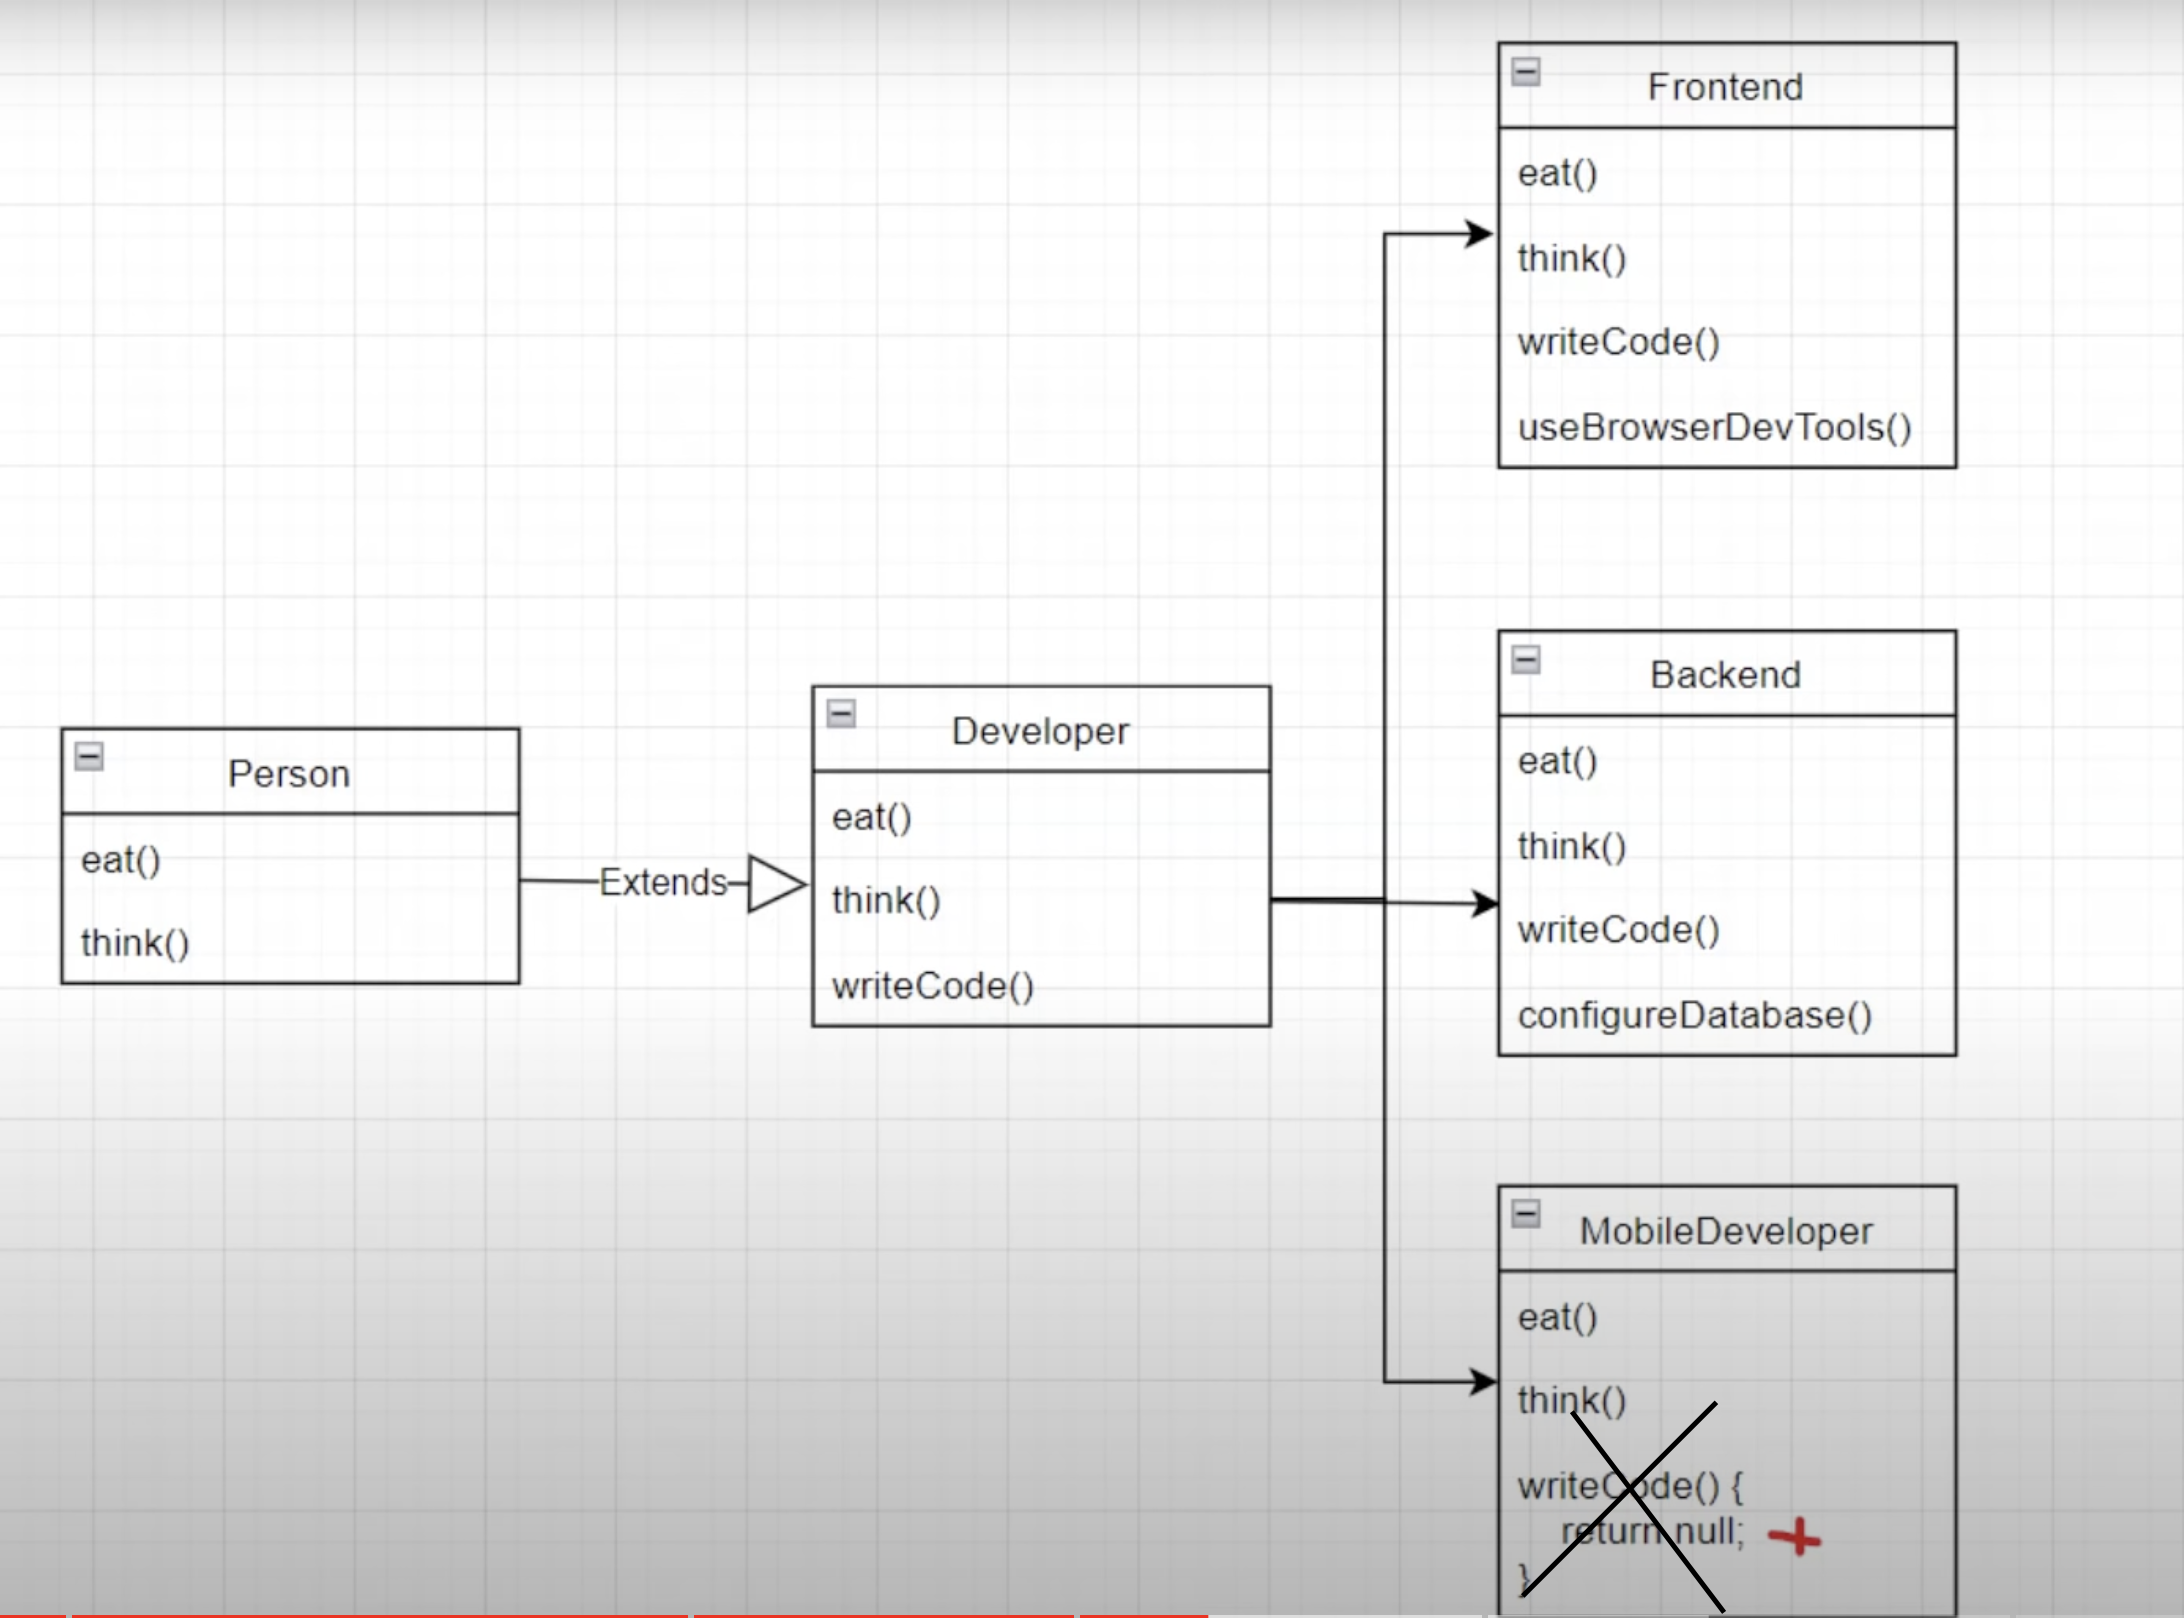 Frontend
eat()
think()
writeCode()
useBrowserDevTools()
Person
eat()
think()
Extends
Developer
eat()
think()
writeCode()
Backend
eat()
think()
writeCode()
configureDatabase()
MobileDeveloper
eat()
think()
writeCode() {
return null;
}